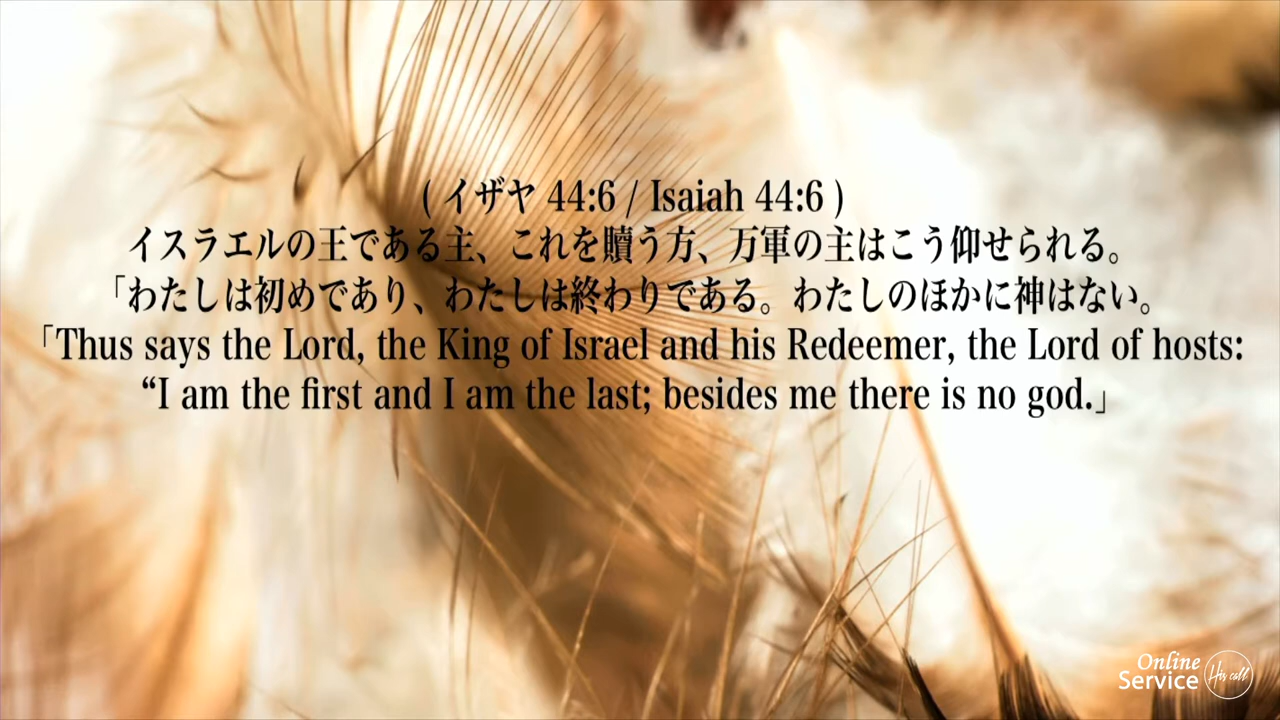 ( イザヤ 44:6 / Isaiah 44:6 )
イスラエルの王である主、これを贖う方、万軍の主はこう仰せられる。
「わたしは初めであり、わたしは終わりである。わたしのほかに神はない。
「Thus says the Lord, the King of Israel and his Redeemer, the Lord of hosts:
“I am the first and I am the last; besides me there is no god.」
Online
Service
His call